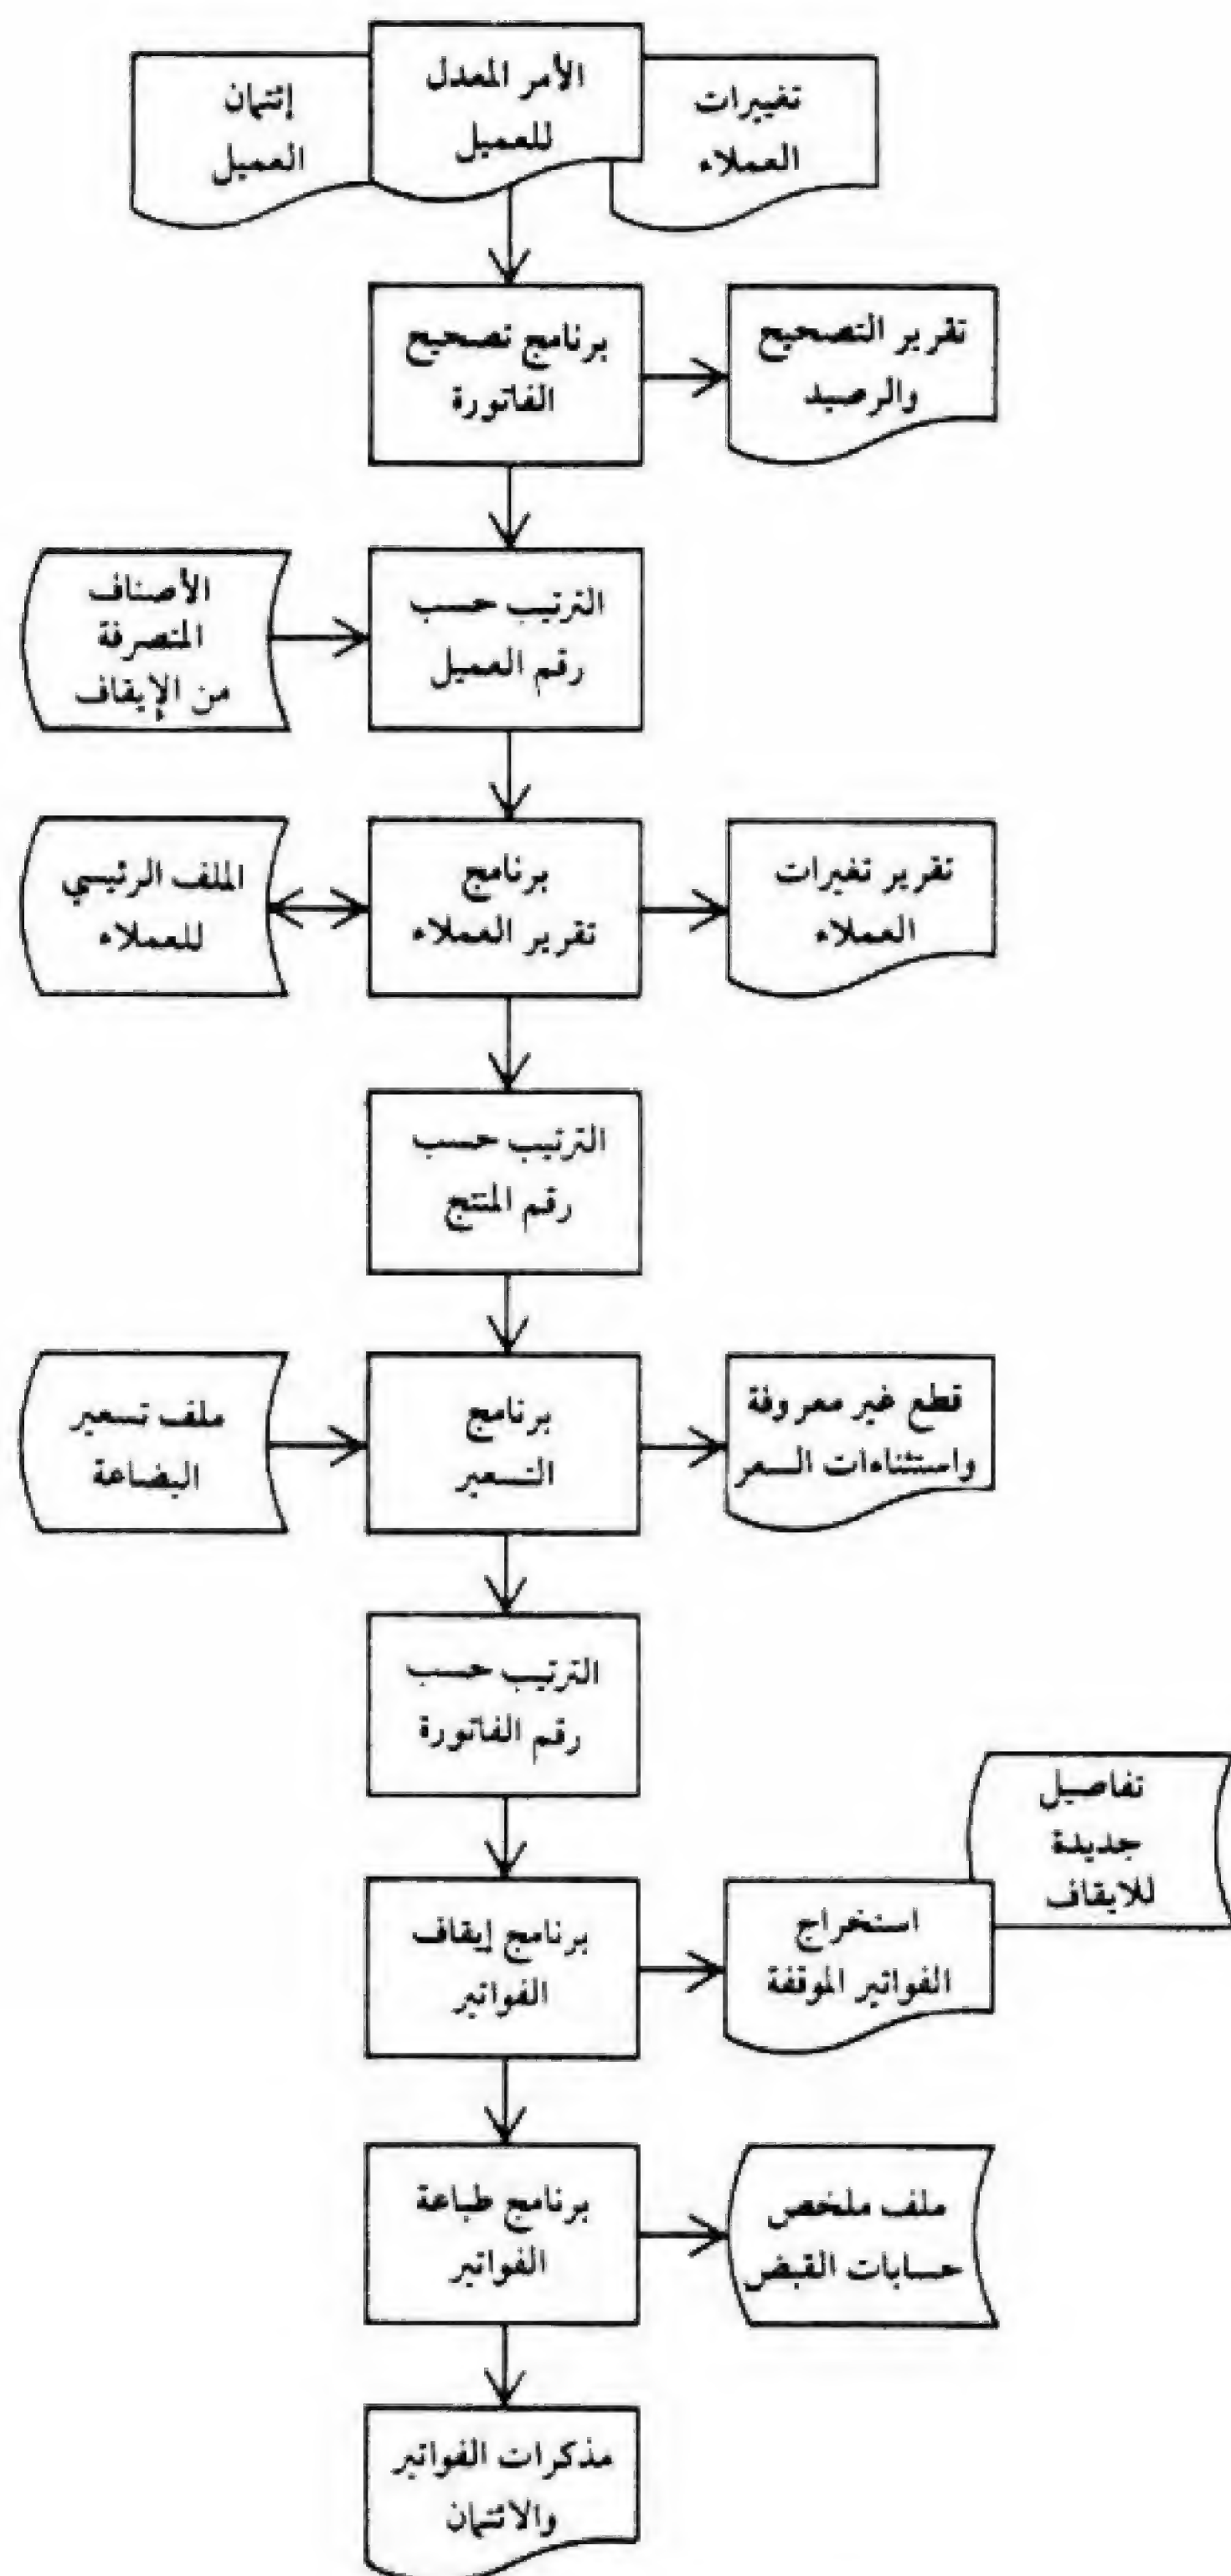 تغييرات
العملاء
الأمر المعدل
للعميل
إئتمان
العميل
برنامج تصحيح
الفاتورة
تقرير التصحيح
والرصيد
الأصناف
المتصرفة
من الإيقاف
الترتيب حسب
رقم العميل
الملف الرئيسي
للعملاء
برنامج
تقرير العملاء
تقرير تغيرات
العملاء
الترتيب حسب
رقم المنتج
ملف تسعير
البضاعة
برنامج
التسعير
قطع غير معروفة
واستثناءات السعر
الترتيب حسب
رقم الفاتورة
برنامج إيقاف
الفواتير
استخراج
الفواتير الموقفة
تفاصيل
جديدة
للايقاف
برنامج طباعة
الفواتير
ملف ملخص
حسابات القبض
مذكرات الفواتير
والائتمان